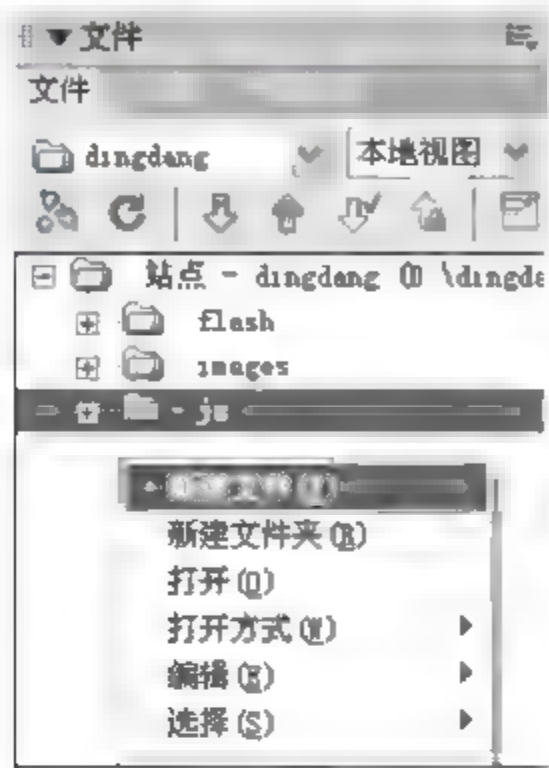 文件
文件
dingdang 本地视图
站点 - dingdang (D \dingd
flash
images
js
新建文件夹(R)
打开(O)
打开方式(W)
编辑(E)
选择(S)